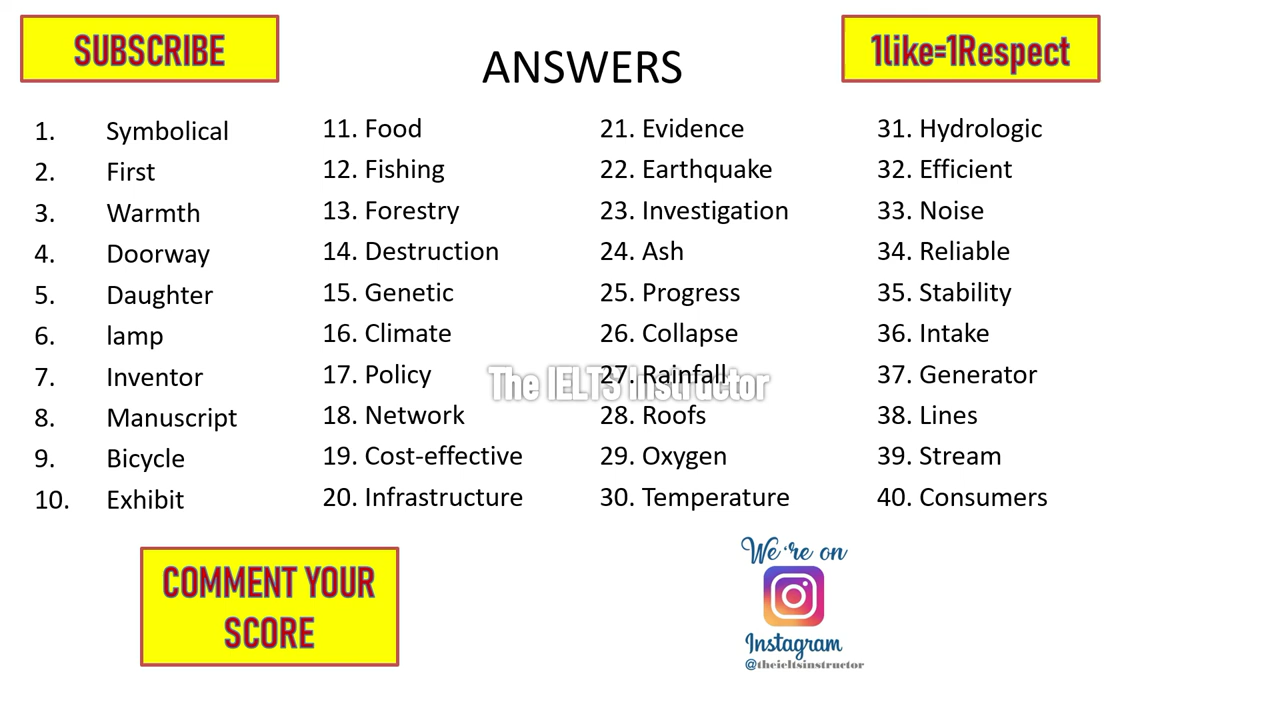 SUBSCRIBE
ANSWERS
1like=1Respect
1. Symbolical
2. First
3. Warmth
4. Doorway
5. Daughter
6. lamp
7. Inventor
8. Manuscript
9. Bicycle
10. Exhibit
11. Food
12. Fishing
13. Forestry
14. Destruction
15. Genetic
16. Climate
17. Policy
18. Network
19. Cost-effective
20. Infrastructure
21. Evidence
22. Earthquake
23. Investigation
24. Ash
25. Progress
26. Collapse
27. Rainfall
28. Roofs
29. Oxygen
30. Temperature
31. Hydrologic
32. Efficient
33. Noise
34. Reliable
35. Stability
36. Intake
37. Generator
38. Lines
39. Stream
40. Consumers
The IELTS Instructor
COMMENT YOUR
SCORE
We're on
Instagram
@theieltsinstructor